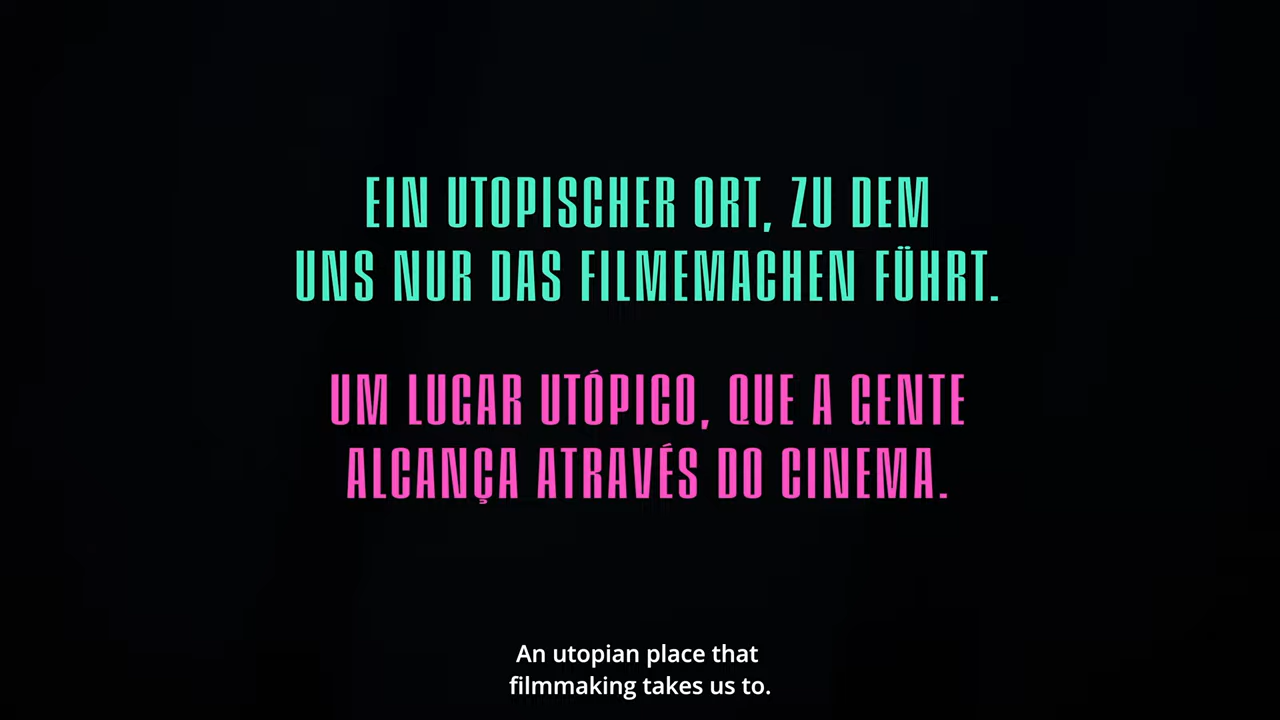 EIN UTOPISCHER ORT, ZU DEM
UNS NUR DAS FILMEMACHEN FÜHRT.
UM LUGAR UTÓPICO, QUE A GENTE
ALCANÇA ATRAVÉS DO CINEMA.
An utopian place that
filmmaking takes us to.